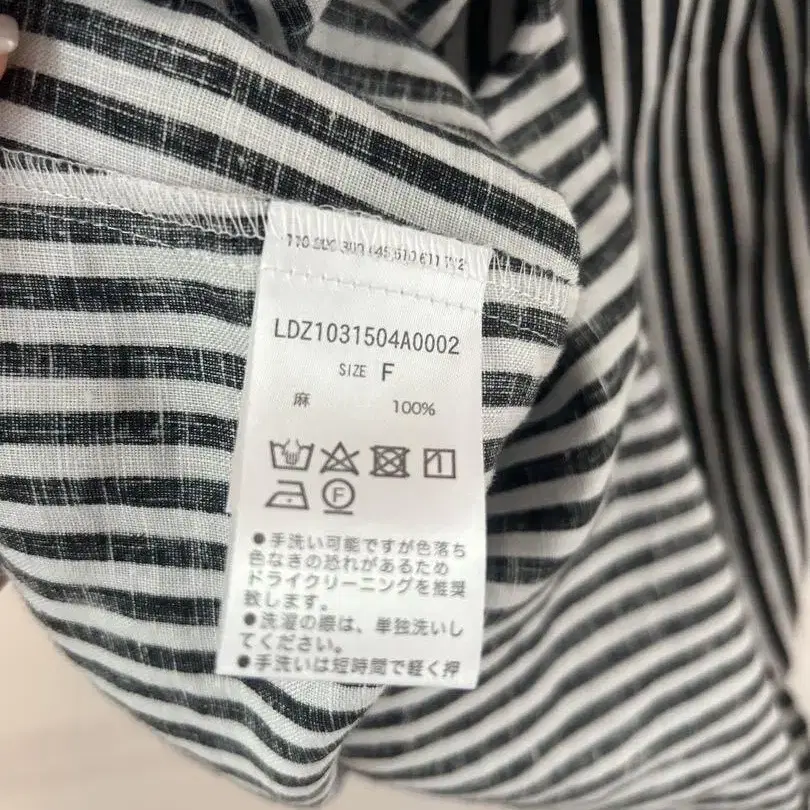 LDZ1031504A0002
SIZE F
麻 100%
F
●手洗い可能ですが色落ち
色なきの恐れがあるため
ドライクリーニングを推奨
致します。
●洗濯の際は、単独洗いし
てください。
●手洗いは短時間で軽く押